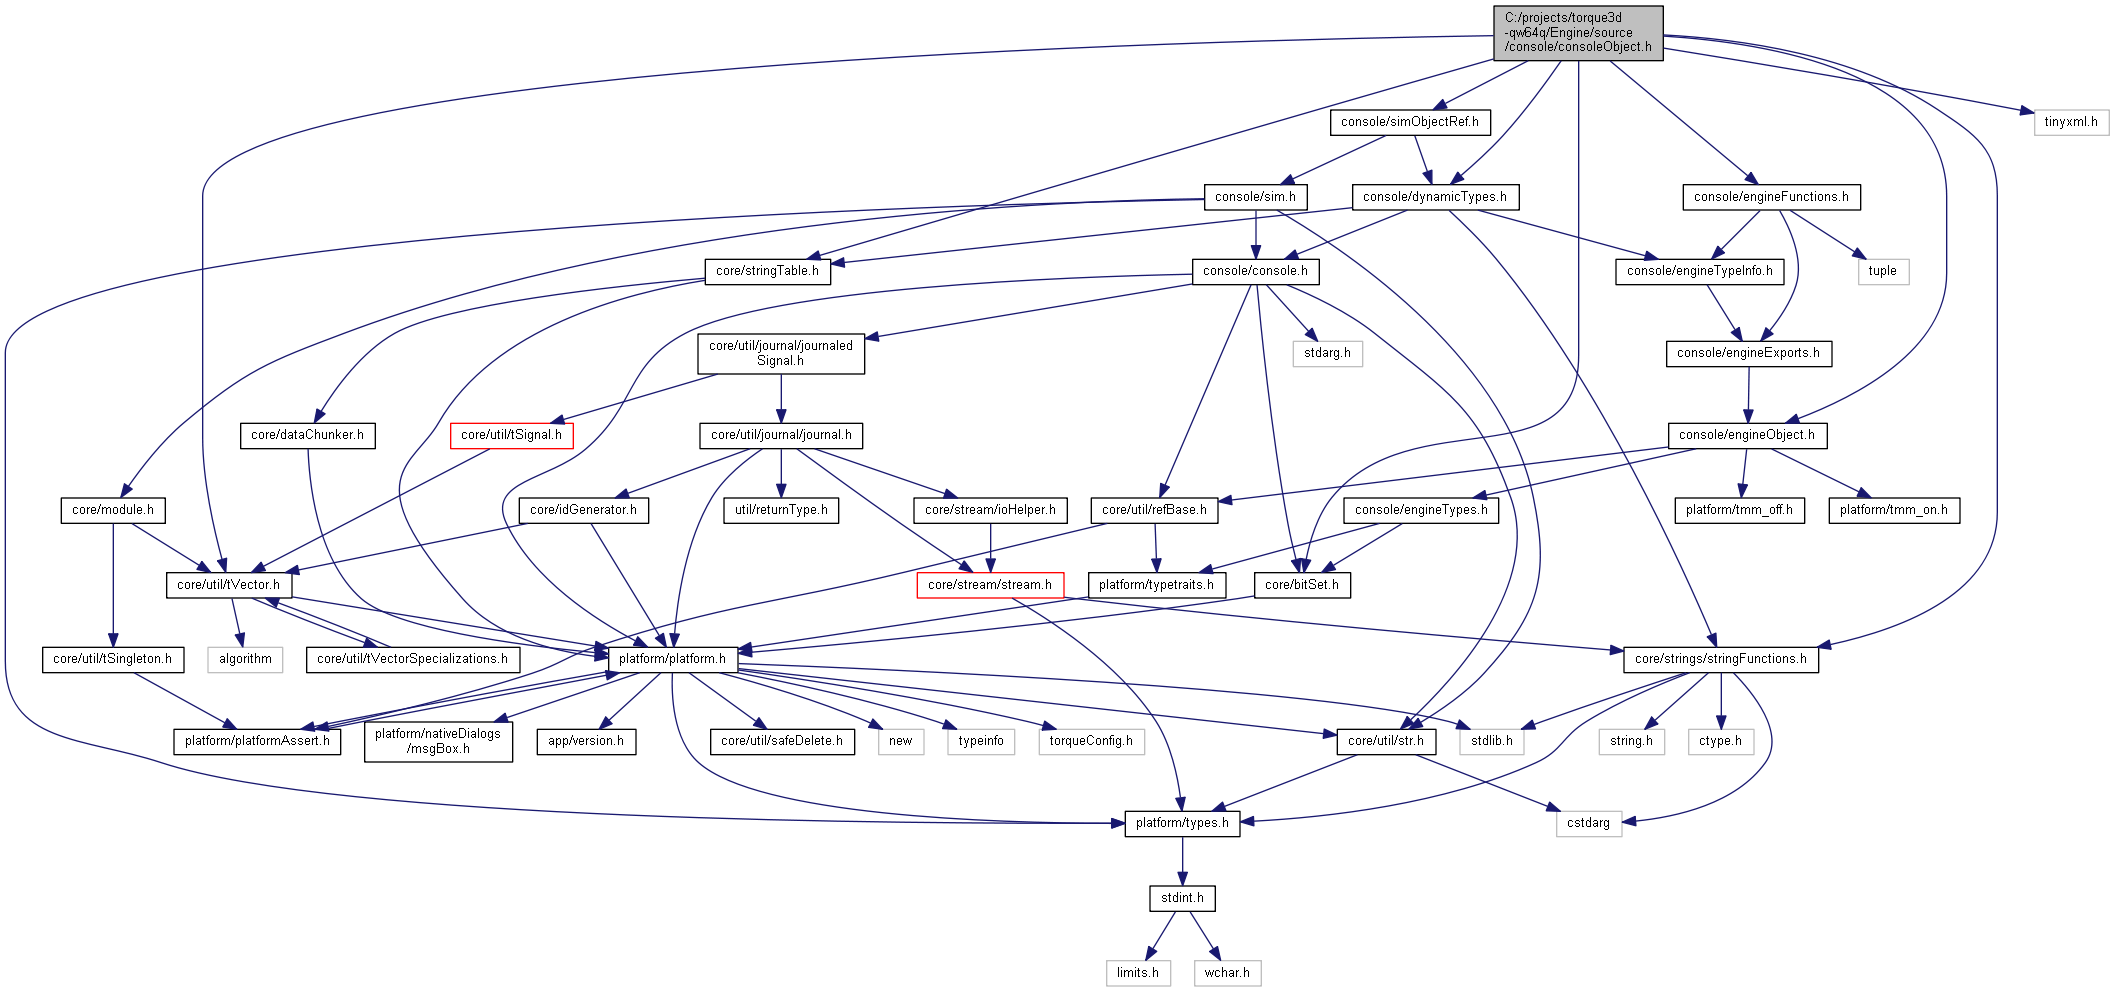 C:/projects/torque3d
-qw64q/Engine/source
/console/consoleObject.h
console/simObjectRef.h
tinyxml.h
console/sim.h
console/dynamicTypes.h
console/engineFunctions.h
core/stringTable.h
console/console.h
console/engineTypeInfo.h
tuple
core/util/journal/journaled
Signal.h
stdarg.h
console/engineExports.h
core/dataChunker.h
core/util/tSignal.h
core/util/journal/journal.h
console/engineObject.h
core/module.h
core/idGenerator.h
util/returnType.h
core/stream/ioHelper.h
core/util/refBase.h
console/engineTypes.h
platform/tmm_off.h
platform/tmm_on.h
core/util/tVector.h
core/stream/stream.h
platform/typetraits.h
core/bitSet.h
core/util/tSingleton.h
algorithm
core/util/tVectorSpecializations.h
platform/platform.h
core/strings/stringFunctions.h
platform/platformAssert.h
platform/nativeDialogs
/msgBox.h
app/version.h
core/util/safeDelete.h
new
typeinfo
torqueConfig.h
core/util/str.h
stdlib.h
string.h
ctype.h
platform/types.h
cstdarg
stdint.h
limits.h
wchar.h